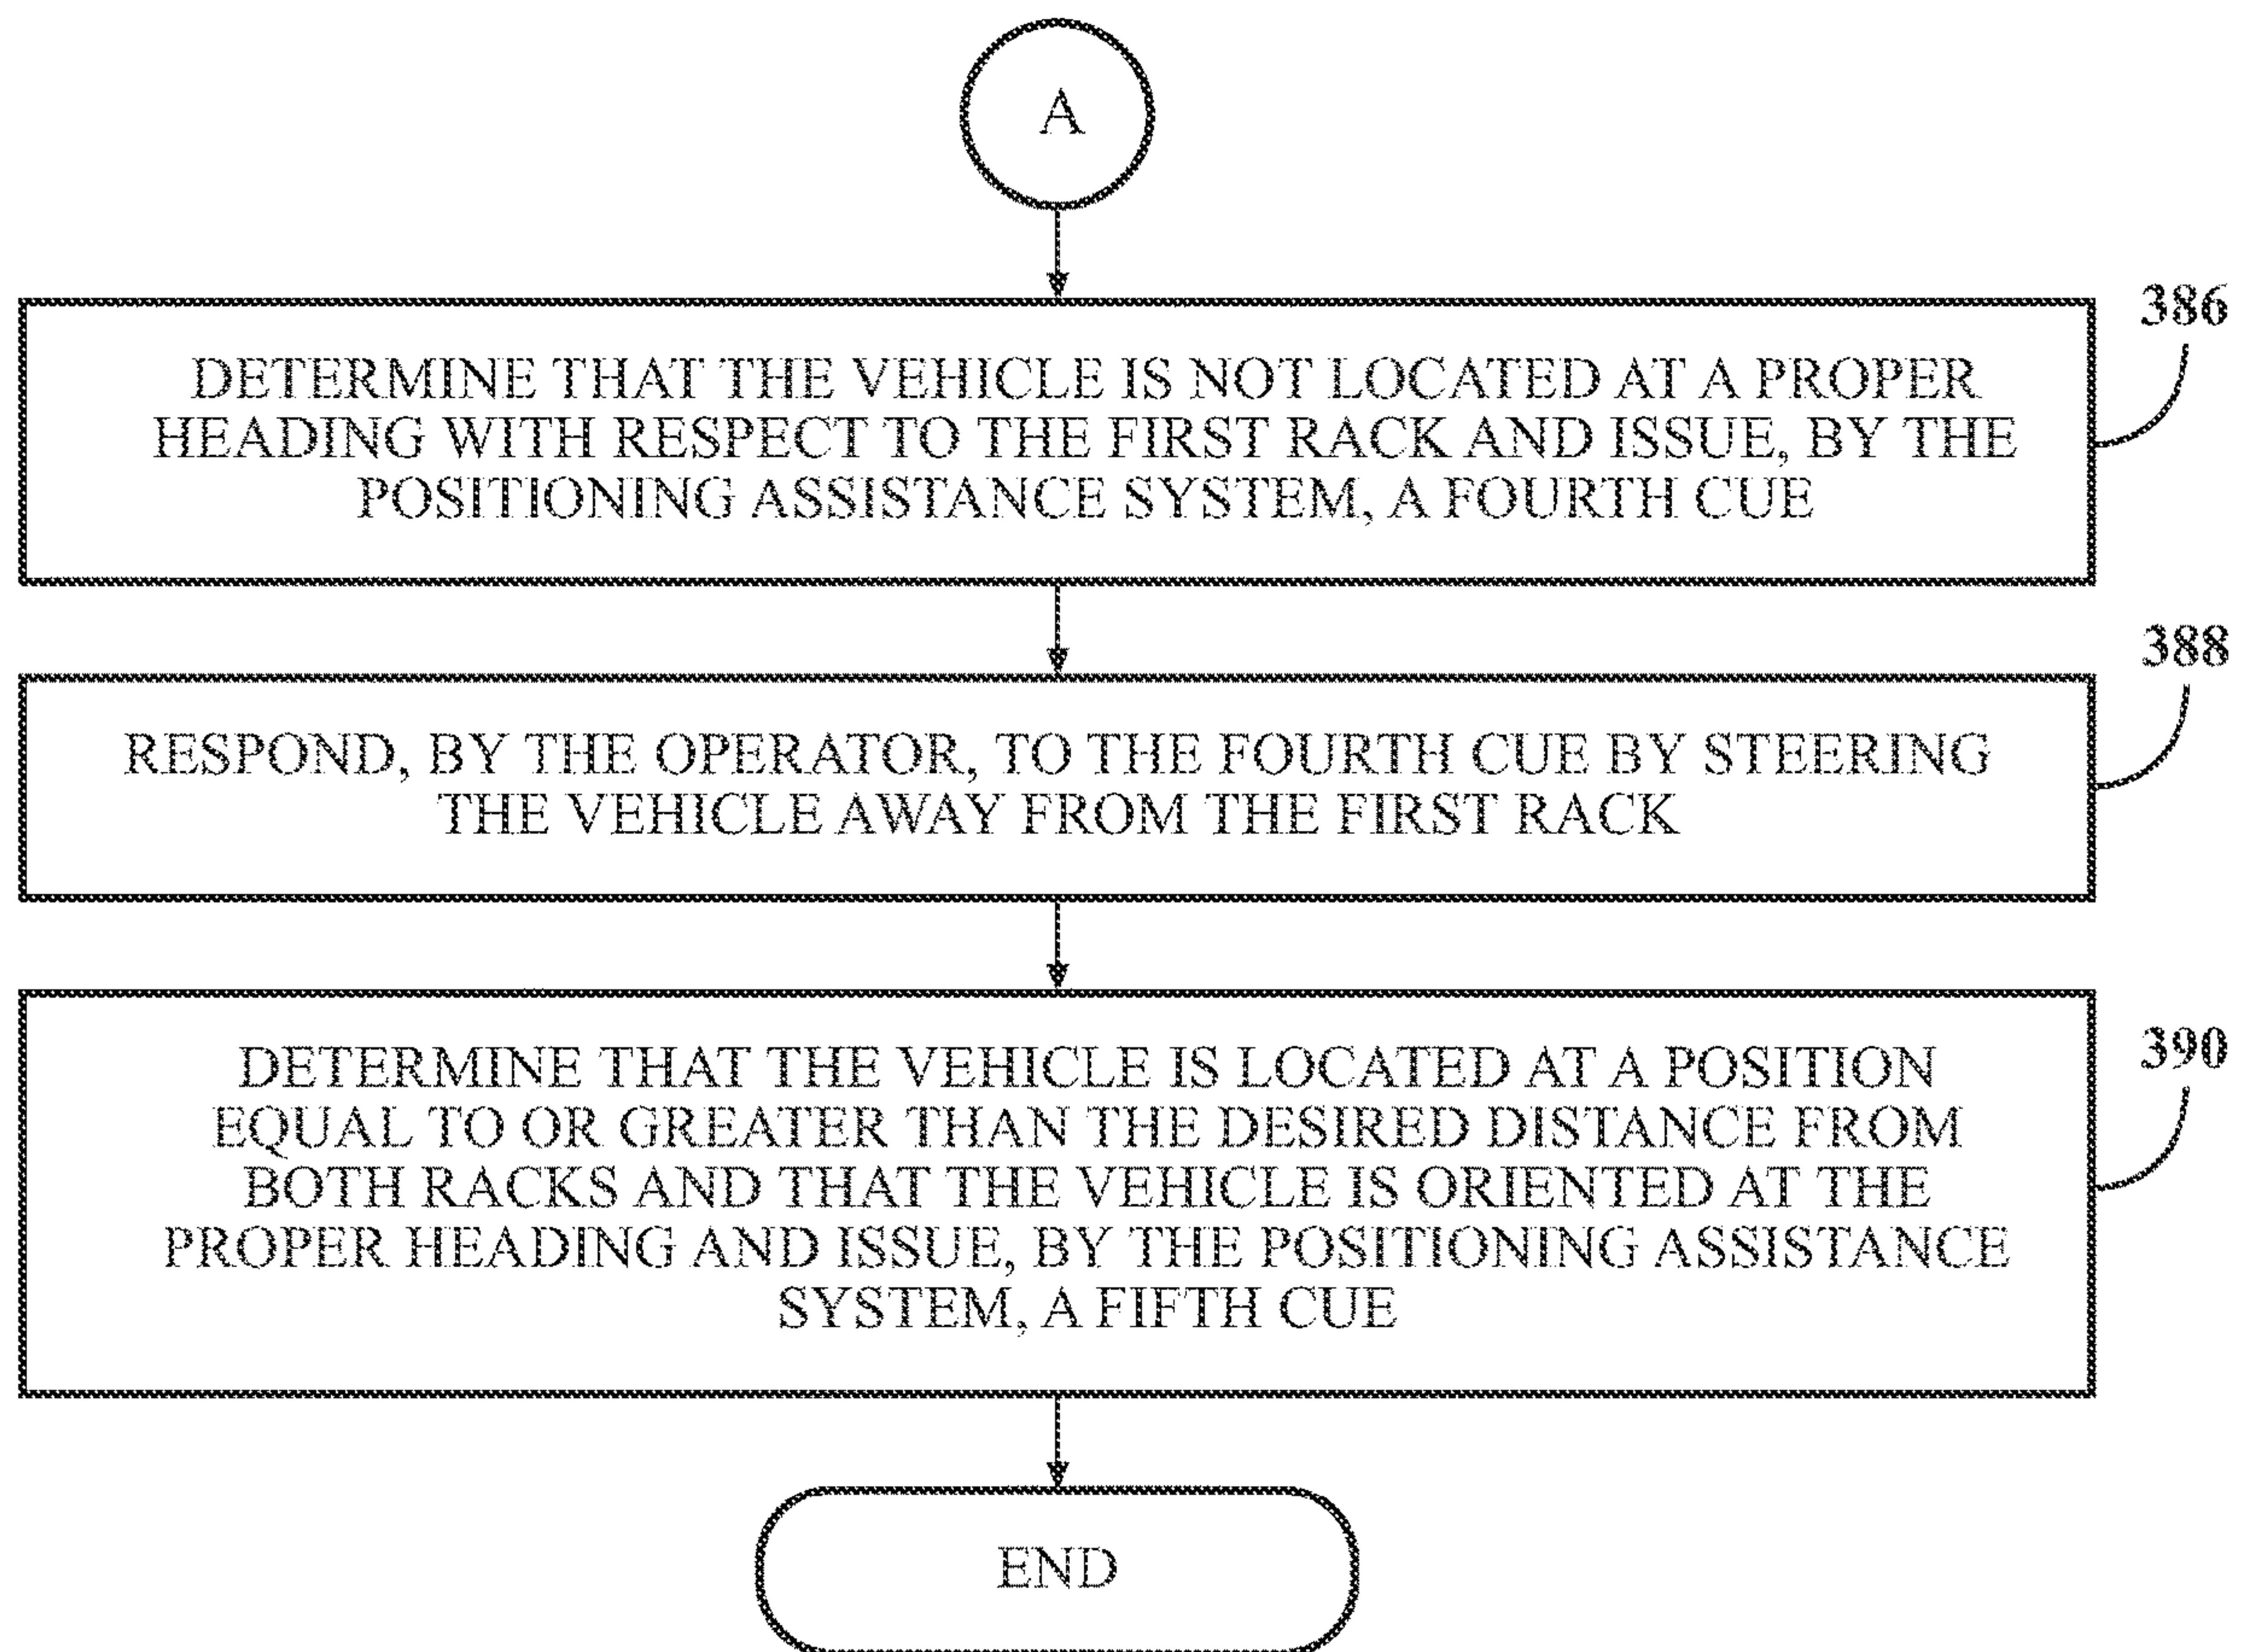 A
386
DETERMINE THAT THE VEHICLE IS NOT LOCATED AT A PROPER
HEADING WITH RESPECT TO THE FIRST RACK AND ISSUE, BY THE
POSITIONING ASSISTANCE SYSTEM, A FOURTH CUE
388
RESPOND, BY THE OPERATOR, TO THE FOURTH CUE BY STEERING
THE VEHICLE AWAY FROM THE FIRST RACK
390
DETERMINE THAT THE VEHICLE IS LOCATED AT A POSITION
EQUAL TO OR GREATER THAN THE DESIRED DISTANCE FROM
BOTH RACKS AND THAT THE VEHICLE IS ORIENTED AT THE
PROPER HEADING AND ISSUE, BY THE POSITIONING ASSISTANCE
SYSTEM, A FIFTH CUE
END